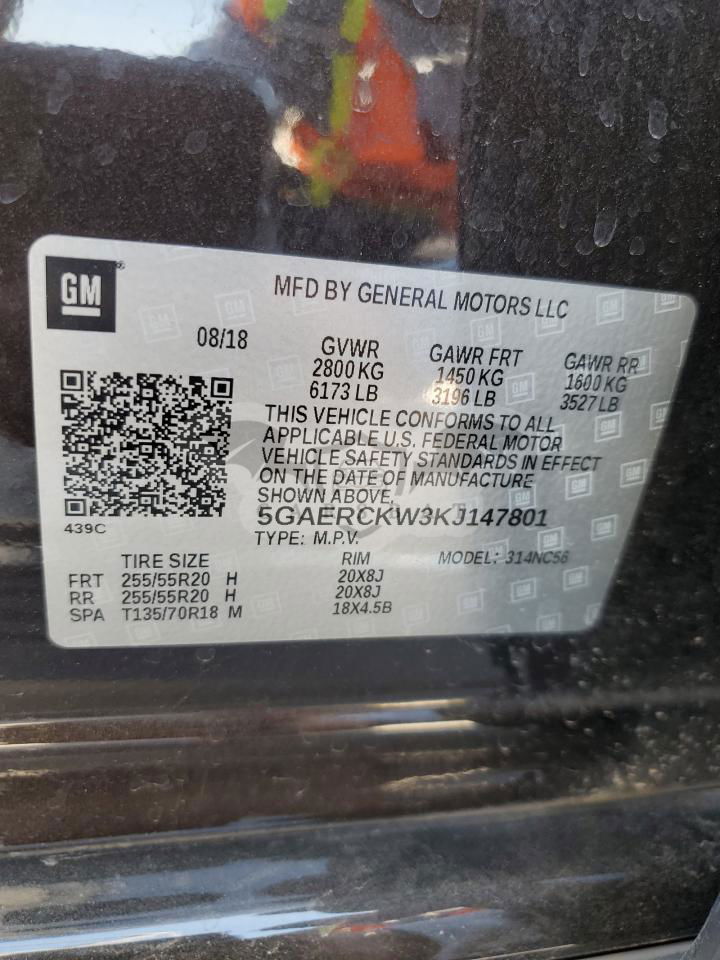 GM
MFD BY GENERAL MOTORS LLC
08/18
GVWR
2800 KG
6173 LB
GAWR FRT
1450 KG
3196 LB
GAWR RR
1600 KG
3527 LB
THIS VEHICLE CONFORMS TO ALL
APPLICABLE U.S. FEDERAL MOTOR
VEHICLE SAFETY STANDARDS IN EFFECT
ON THE DATE OF MANUFACTURE
SHOWN ABOVE.
439C
5GAERCKW3KJ147801
TYPE: M.P.V.
MODEL: 314NC56
TIRE SIZE RIM
FRT 255/55R20 H 20X8J
RR 255/55R20 H 20X8J
SPA T135/70R18 M 18X4.5B